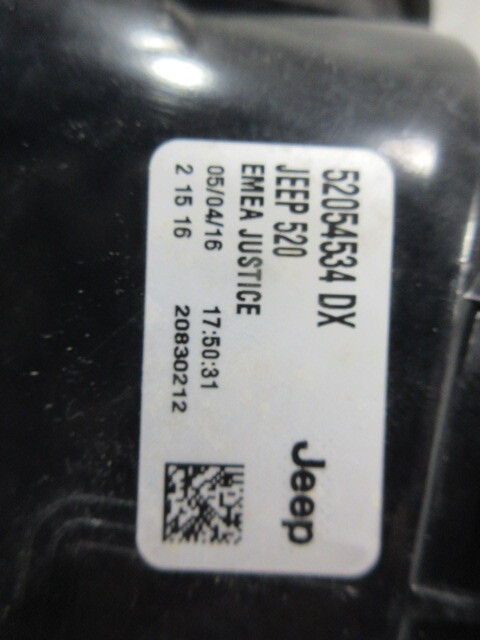 52054534 DX
JEEP 520
EMEA JUSTICE
05/04/16 17:50:31
2 15 16 20830212
Jeep